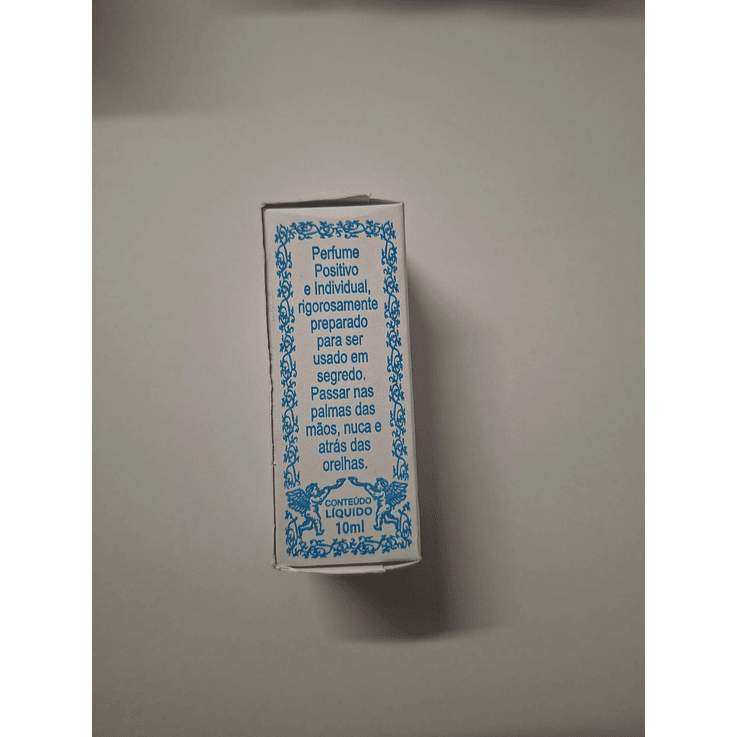 Perfume
Positivo
e Individual,
rigorosamente
preparado
para ser
usado em
segredo.
Passar nas
palmas das
mãos, nuca e
atrás das
orelhas.
CONTEÚDO
LÍQUIDO
10ml